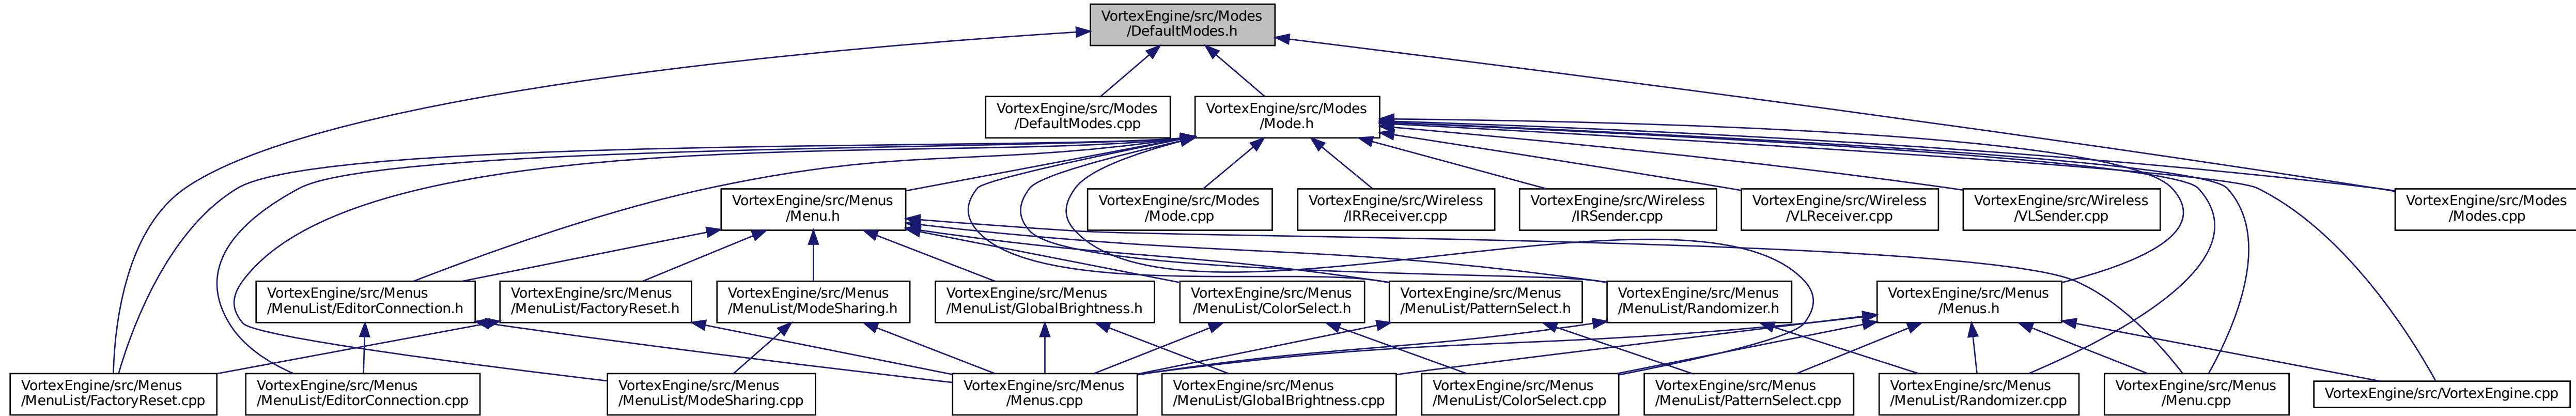 VortexEngine/src/Modes
/DefaultModes.h
VortexEngine/src/Modes
/DefaultModes.cpp
VortexEngine/src/Modes
/Mode.h
VortexEngine/src/Menus
/Menu.h
VortexEngine/src/Modes
/Mode.cpp
VortexEngine/src/Wireless
/IRReceiver.cpp
VortexEngine/src/Wireless
/IRSender.cpp
VortexEngine/src/Wireless
/VLReceiver.cpp
VortexEngine/src/Wireless
/VLSender.cpp
VortexEngine/src/Modes
/Modes.cpp
VortexEngine/src/Menus
/MenuList/EditorConnection.h
VortexEngine/src/Menus
/MenuList/FactoryReset.h
VortexEngine/src/Menus
/MenuList/ModeSharing.h
VortexEngine/src/Menus
/MenuList/GlobalBrightness.h
VortexEngine/src/Menus
/MenuList/ColorSelect.h
VortexEngine/src/Menus
/MenuList/PatternSelect.h
VortexEngine/src/Menus
/MenuList/Randomizer.h
VortexEngine/src/Menus
/Menus.h
VortexEngine/src/Menus
/MenuList/FactoryReset.cpp
VortexEngine/src/Menus
/MenuList/EditorConnection.cpp
VortexEngine/src/Menus
/MenuList/ModeSharing.cpp
VortexEngine/src/Menus
/Menus.cpp
VortexEngine/src/Menus
/MenuList/GlobalBrightness.cpp
VortexEngine/src/Menus
/MenuList/ColorSelect.cpp
VortexEngine/src/Menus
/MenuList/PatternSelect.cpp
VortexEngine/src/Menus
/MenuList/Randomizer.cpp
VortexEngine/src/Menus
/Menu.cpp
VortexEngine/src/VortexEngine.cpp